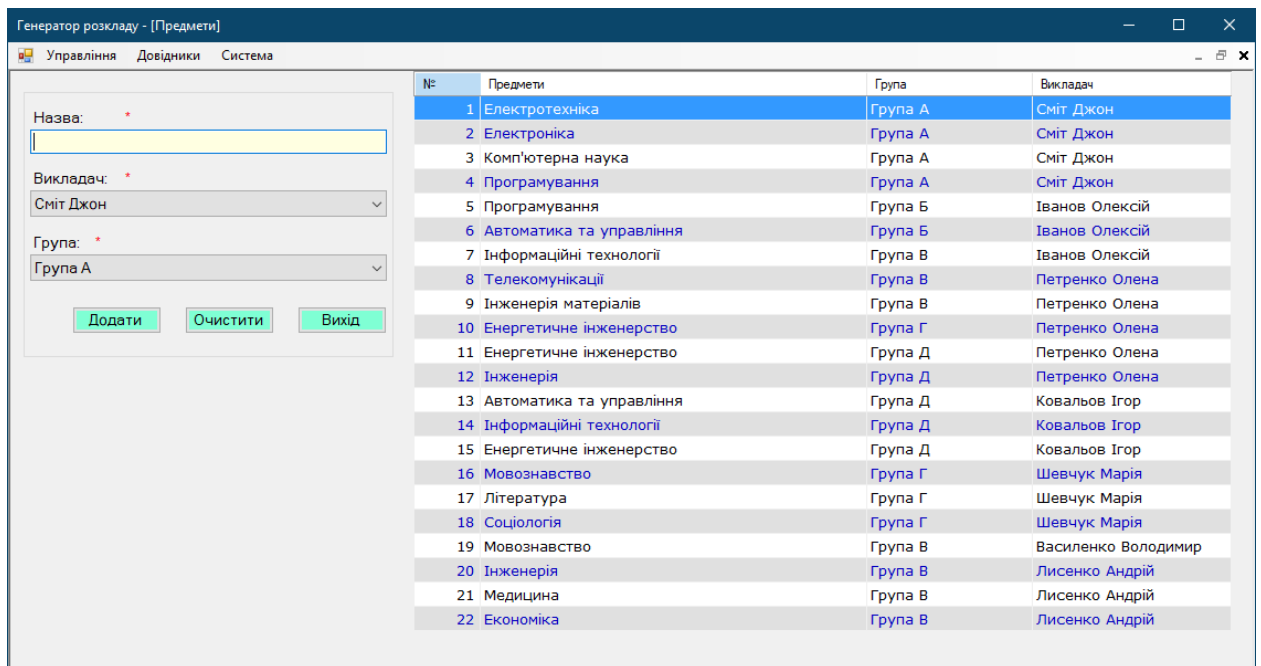 Генератор розкладу - [Предмети]
Управління Довідники Система
Назва: *
Викладач: *
Сміт Джон
Група: *
Група А
Додати Очистити Вихід
№ Предмети Група Викладач
1 Електротехніка Група А Сміт Джон
2 Електроніка Група А Сміт Джон
3 Комп'ютерна наука Група А Сміт Джон
4 Програмування Група А Сміт Джон
5 Програмування Група Б Іванов Олексій
6 Автоматика та управління Група Б Іванов Олексій
7 Інформаційні технології Група В Іванов Олексій
8 Телекомунікації Група В Петренко Олена
9 Інженерія матеріалів Група В Петренко Олена
10 Енергетичне інженерство Група Г Петренко Олена
11 Енергетичне інженерство Група Д Петренко Олена
12 Інженерія Група Д Петренко Олена
13 Автоматика та управління Група Д Ковальов Ігор
14 Інформаційні технології Група Д Ковальов Ігор
15 Енергетичне інженерство Група Д Ковальов Ігор
16 Мовознавство Група Г Шевчук Марія
17 Література Група Г Шевчук Марія
18 Соціологія Група Г Шевчук Марія
19 Мовознавство Група В Василенко Володимир
20 Інженерія Група В Лисенко Андрій
21 Медицина Група В Лисенко Андрій
22 Економіка Група В Лисенко Андрій